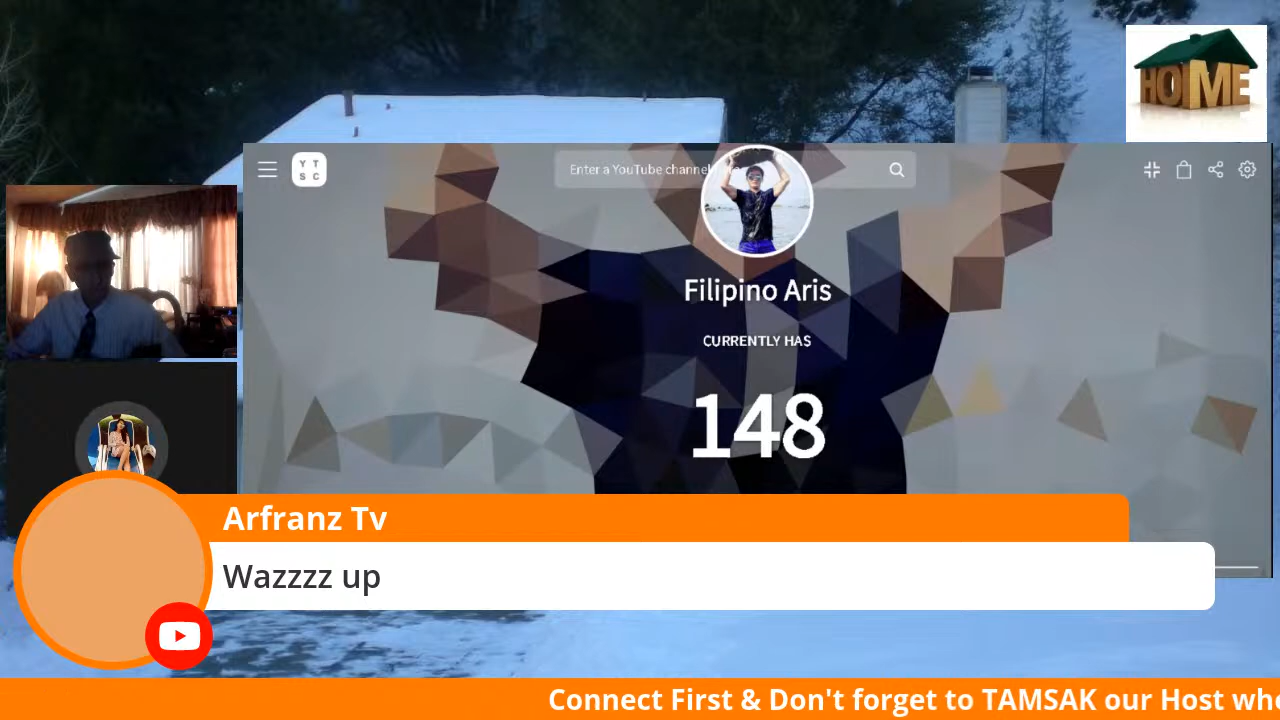 HOME
Y T
S C
Enter a YouTube channel
Filipino Aris
CURRENTLY HAS
148
Arfranz Tv
Wazzzz up
Connect First & Don't forget to TAMSAK our Host who